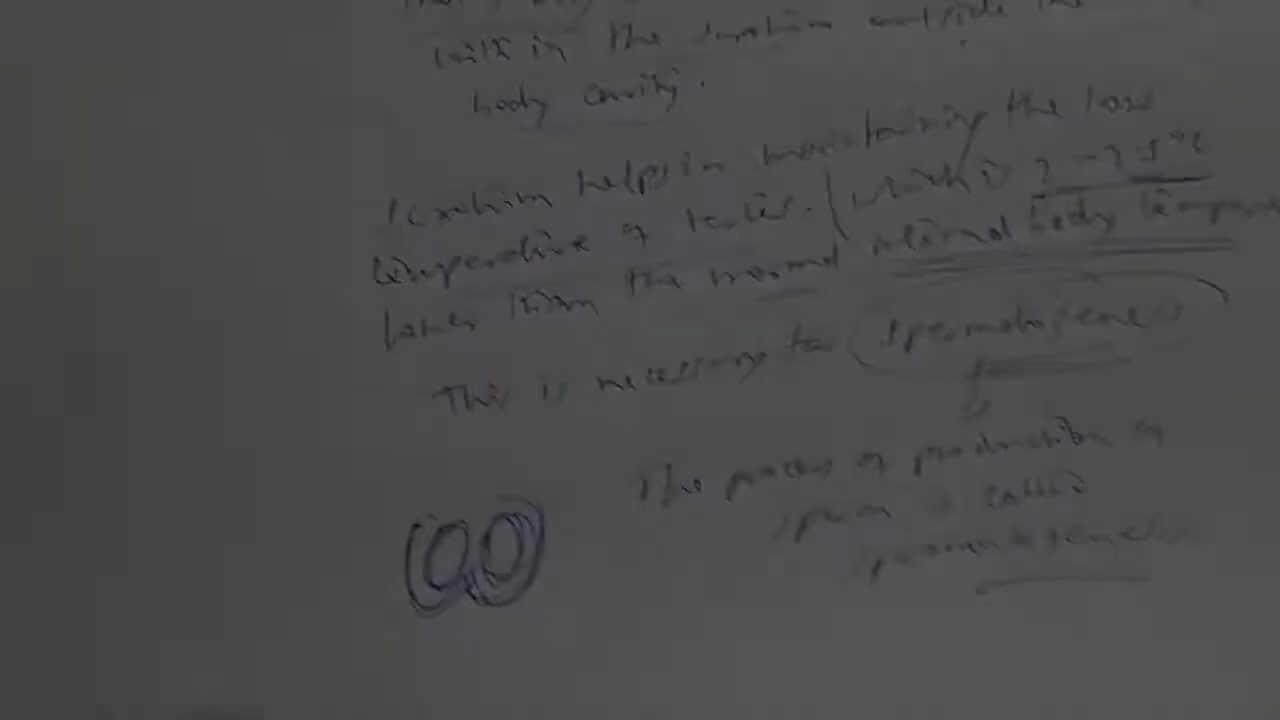 with in the scrotum outside the
body cavity.
scrotum helps in maintaining the low
temperature of testes. (which is 2 - 2.5°C
lower than the normal internal body temperature
This is necessary for spermatogenesis
The process of production of
sperm is called
spermatogenesis